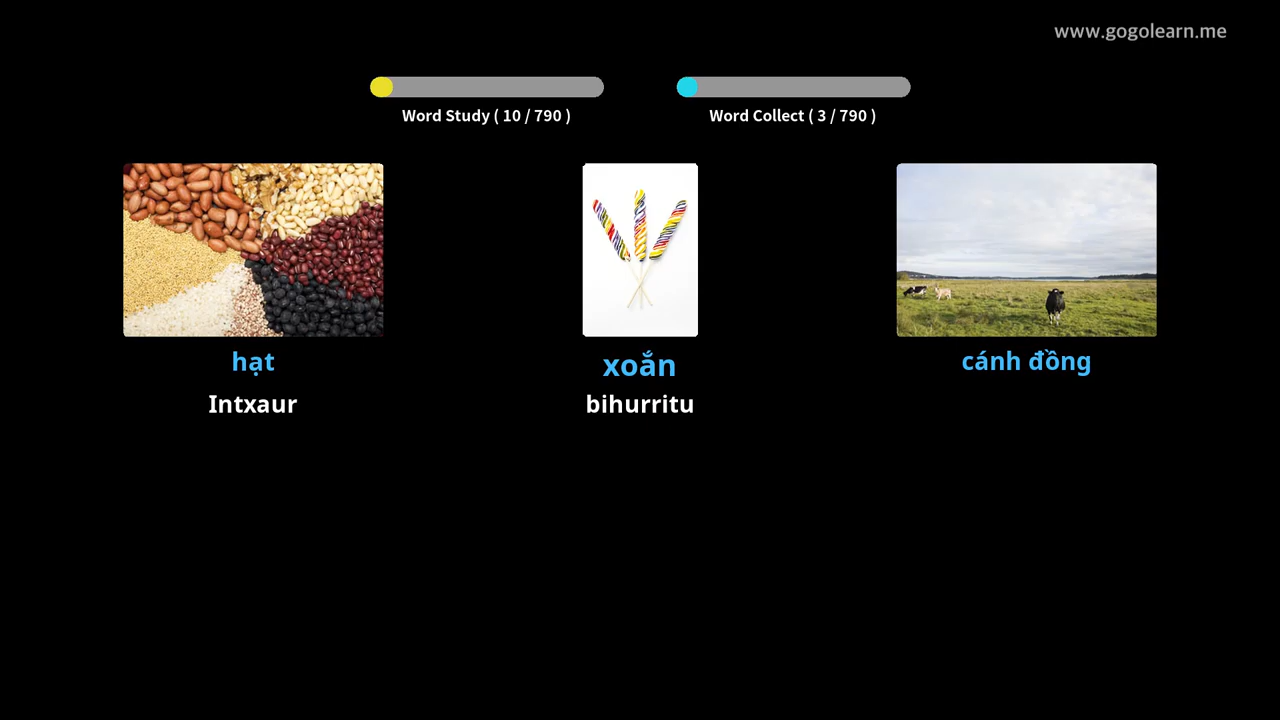 www.gogolearn.me
Word Study ( 10 / 790 )
Word Collect ( 3 / 790 )
hạt
xoắn
cánh đồng
Intxaur
bihurritu